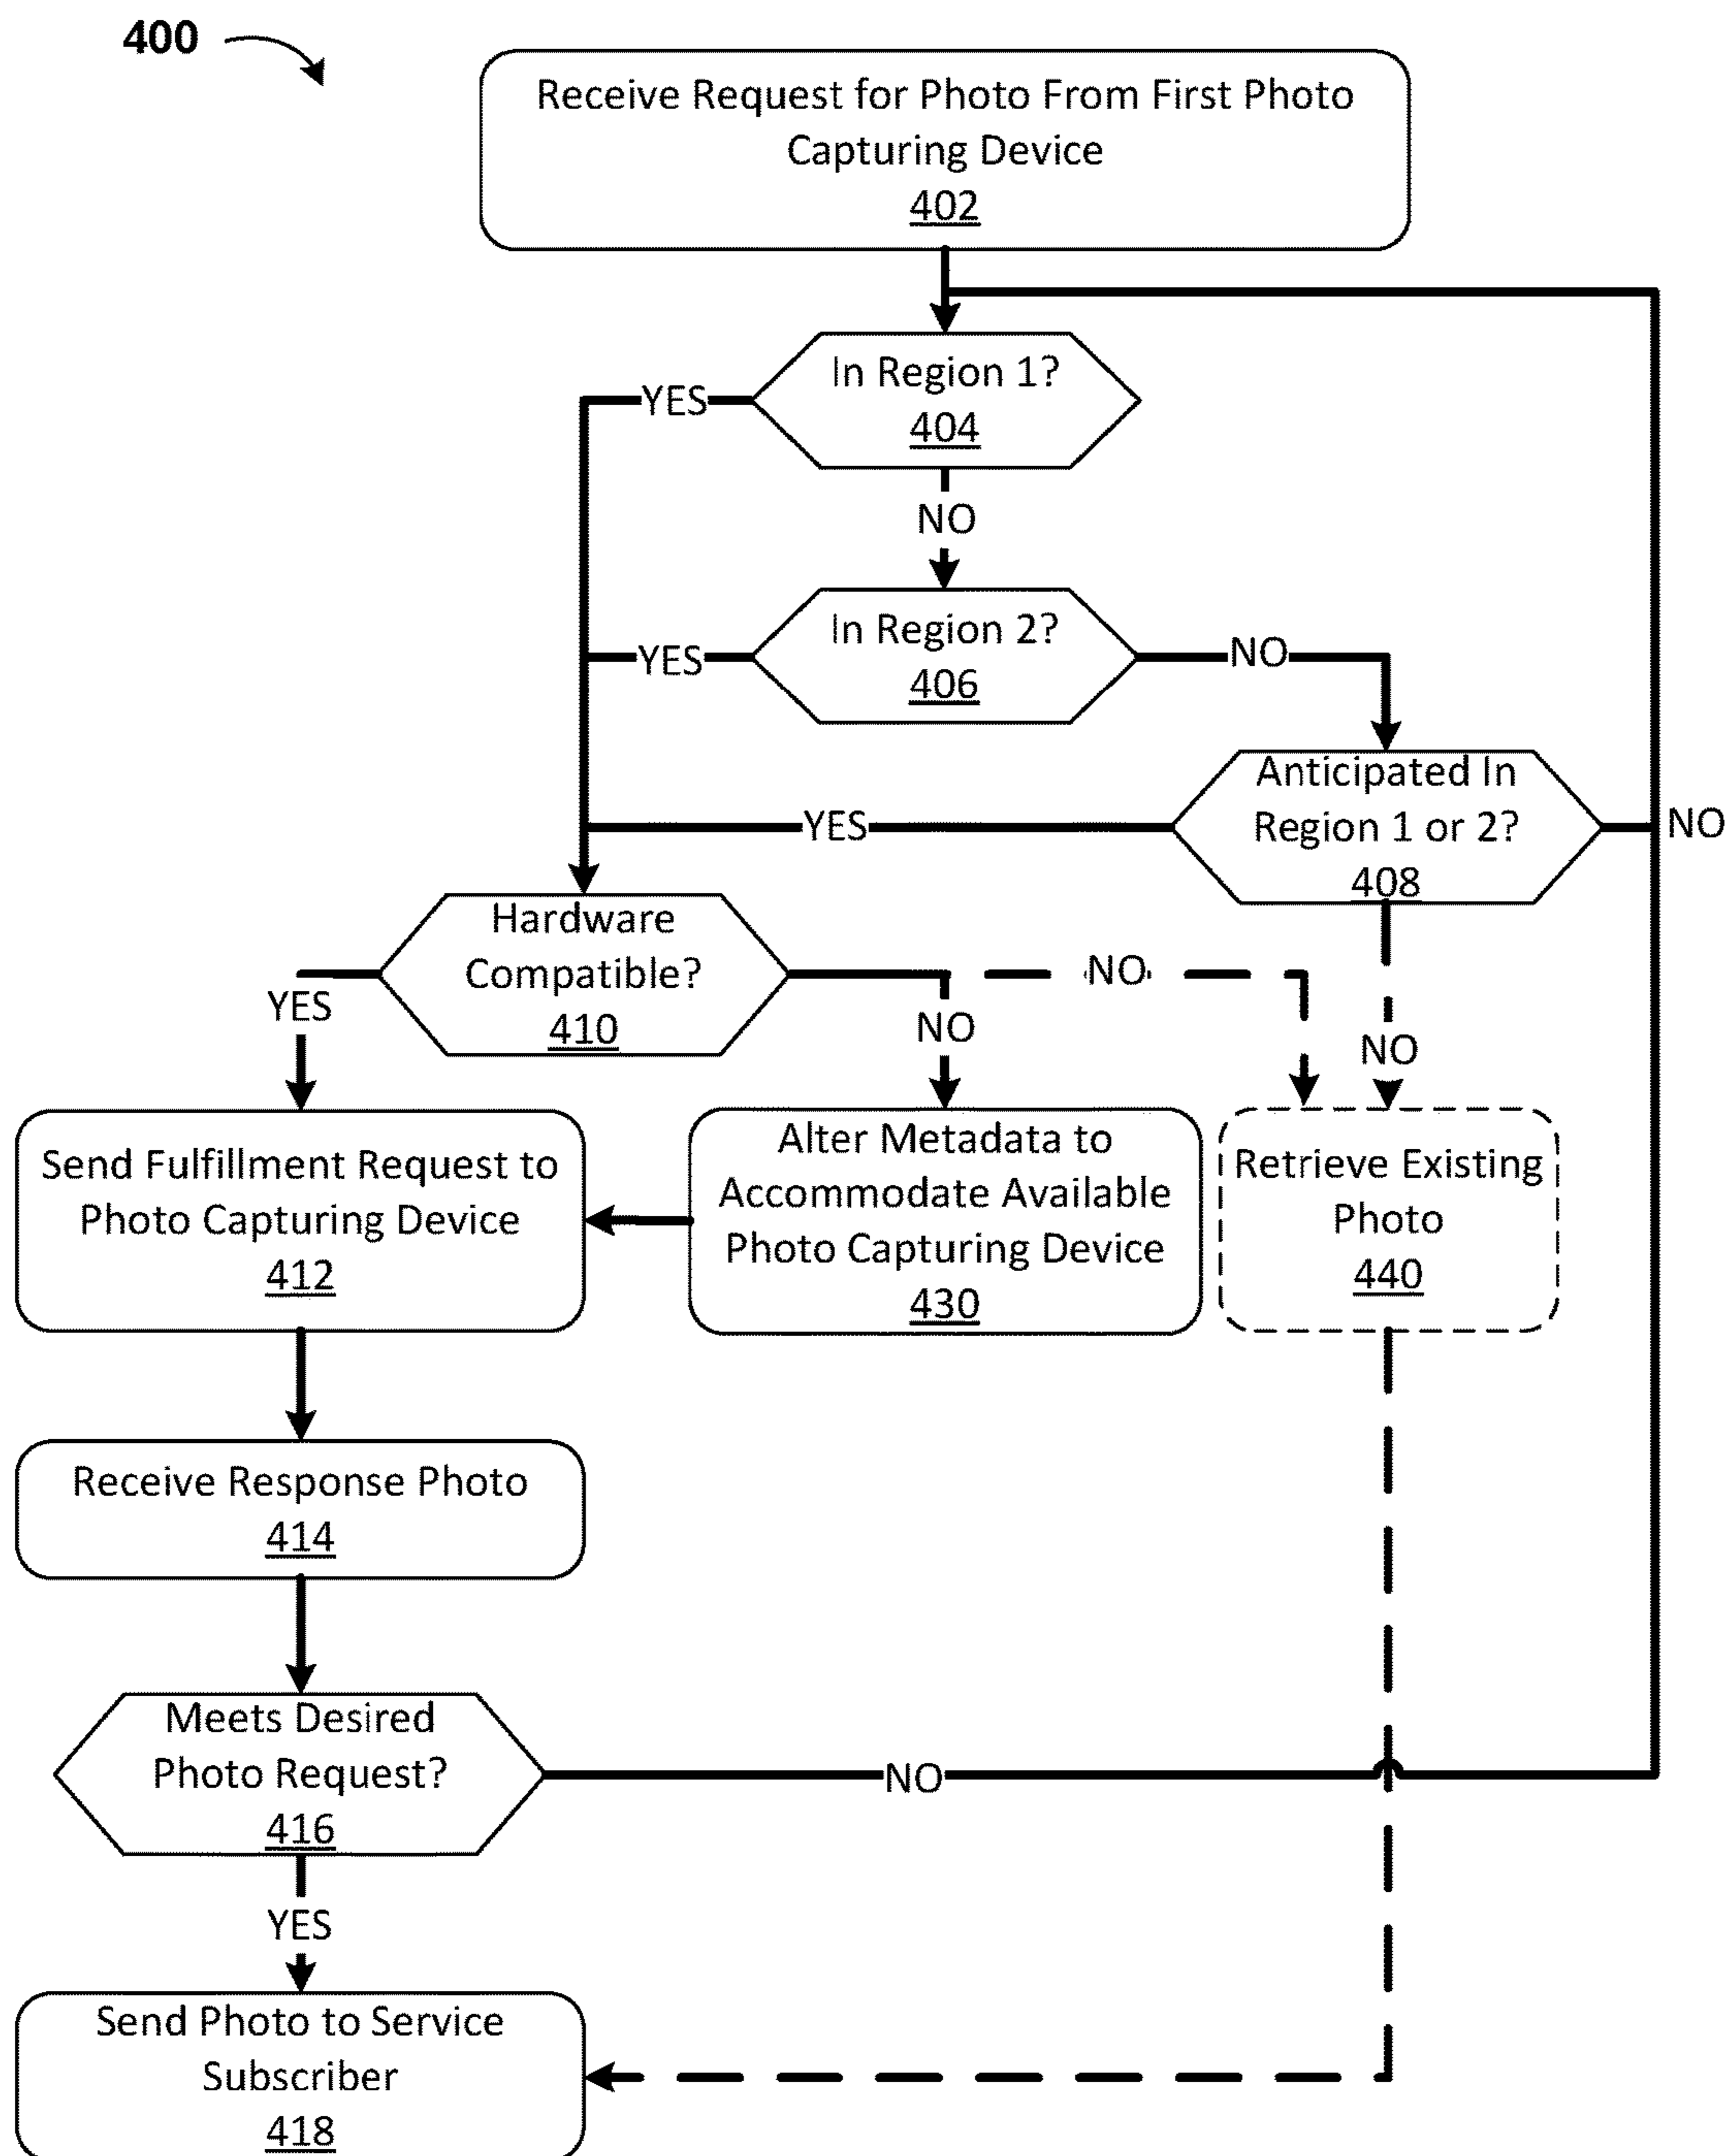 400
Receive Request for Photo From First Photo
Capturing Device
402
In Region 1?
404
YES
NO
In Region 2?
406
YES
NO
Anticipated In
Region 1 or 2?
408
YES
NO
Hardware
Compatible?
410
YES
NO
NO
NO
Send Fulfillment Request to
Photo Capturing Device
412
Alter Metadata to
Accommodate Available
Photo Capturing Device
430
Retrieve Existing
Photo
440
Receive Response Photo
414
Meets Desired
Photo Request?
416
NO
YES
Send Photo to Service
Subscriber
418